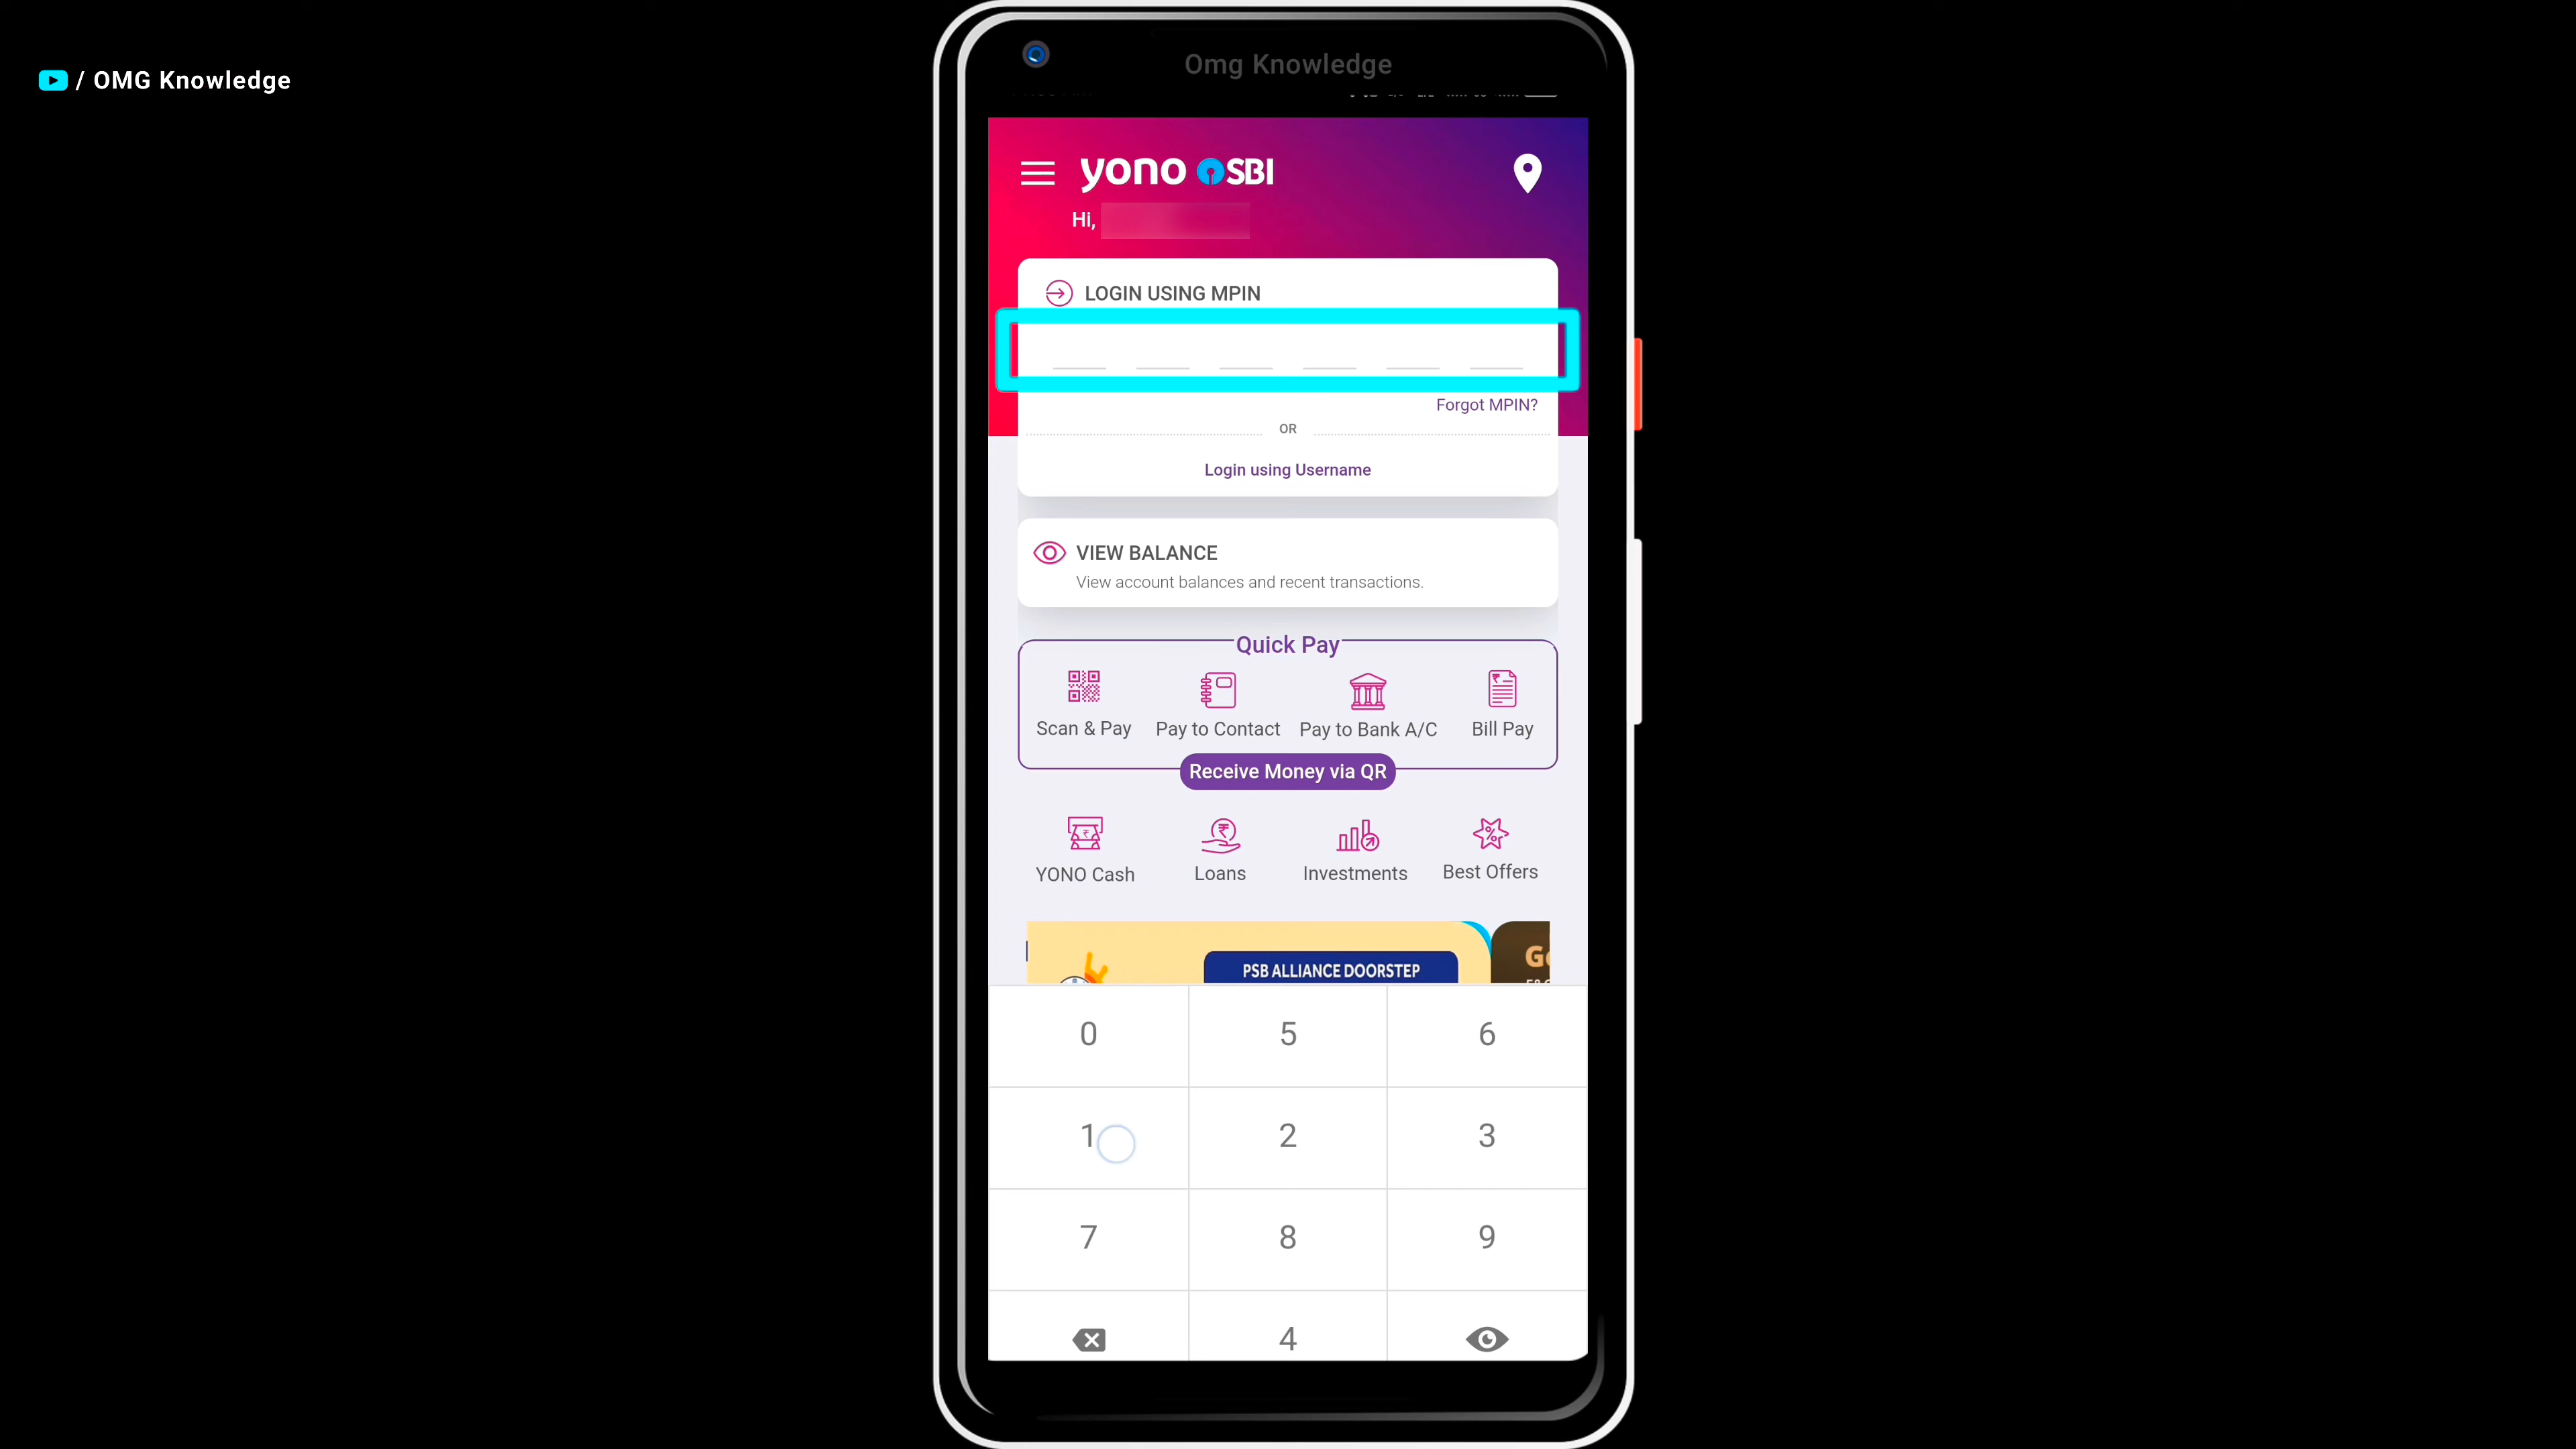 / OMG Knowledge
Omg Knowledge
yono SBI
Hi,
LOGIN USING MPIN
Forgot MPIN?
OR
Login using Username
VIEW BALANCE
View account balances and recent transactions.
Quick Pay
Scan & Pay Pay to Contact Pay to Bank A/C Bill Pay
Receive Money via QR
YONO Cash Loans Investments Best Offers
PSB ALLIANCE DOORSTEP
0 5 6
1 2 3
7 8 9
4